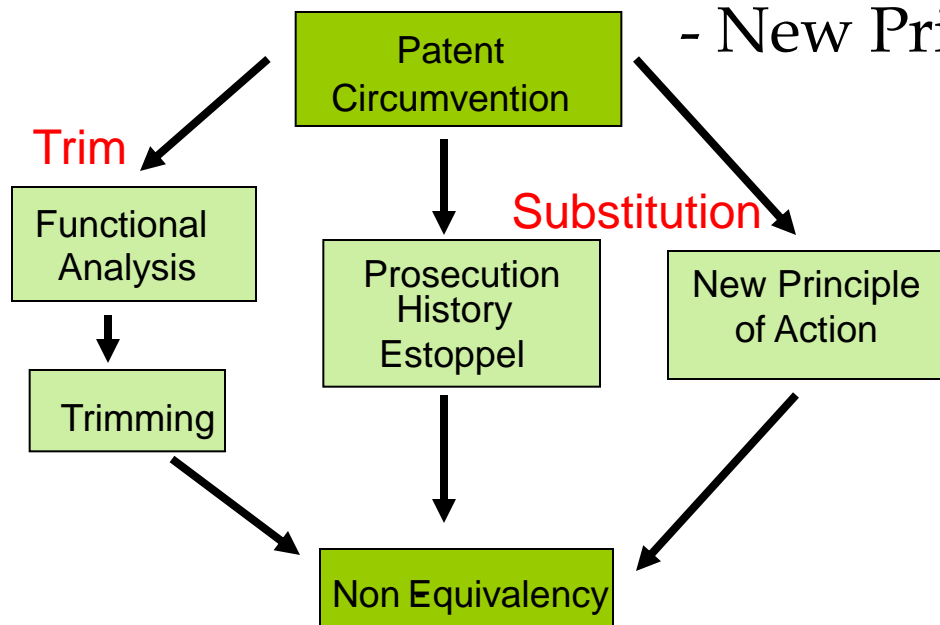 - New Pri
Patent
Circumvention
Trim
Substitution
Functional
Analysis
Prosecution
History
Estoppel
New Principle
of Action
Trimming
Non-Equivalency